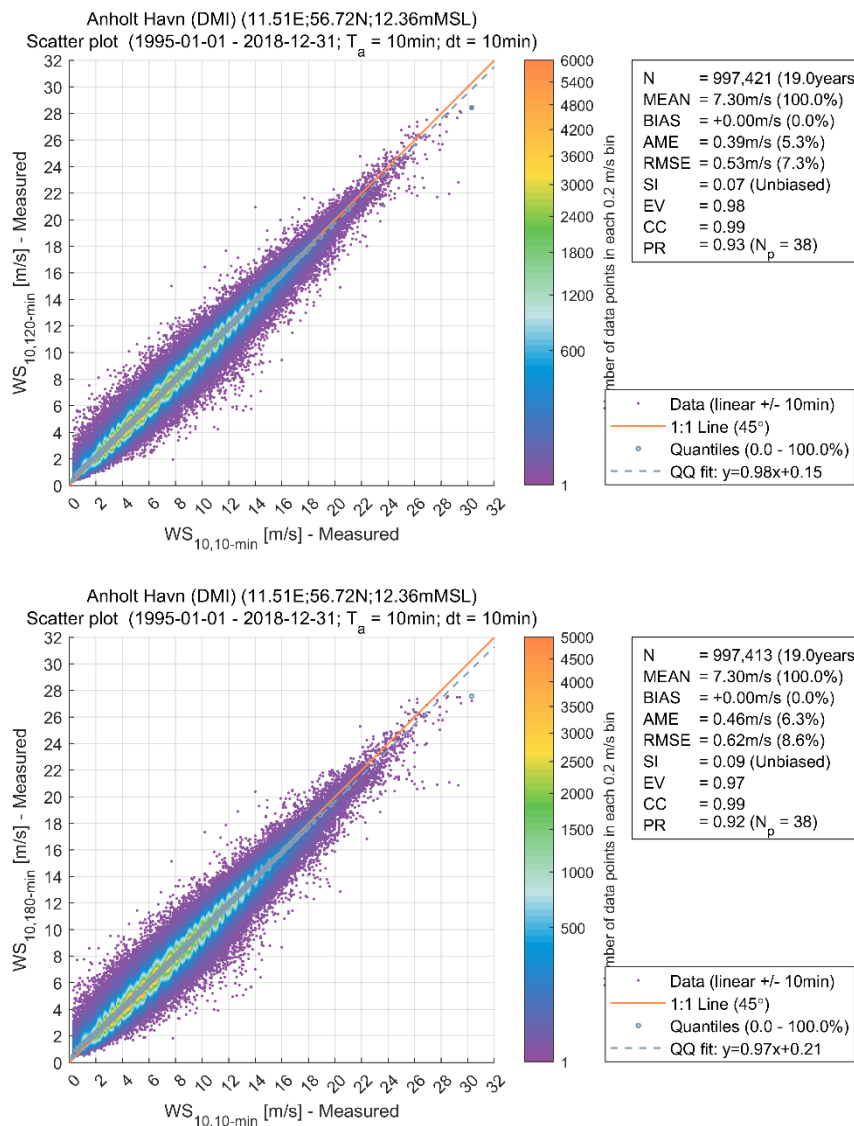 Anholt Havn (DMI) (11.51E;56.72N;12.36mMSL)
Scatter plot (1995-01-01 - 2018-12-31; T_a = 10min; dt = 10min)
32
30
28
26
24
22
20
18
16
14
12
10
8
6
4
2
0
WS_10,120-min [m/s] - Measured
0 2 4 6 8 10 12 14 16 18 20 22 24 26 28 30 32
WS_10,10-min [m/s] - Measured
6000
5400
4800
4200
3600
3000
2400
1800
1200
600
1
mber of data points in each 0.2 m/s bin
N = 997,421 (19.0years
MEAN = 7.30m/s (100.0%)
BIAS = +0.00m/s (0.0%)
AME = 0.39m/s (5.3%)
RMSE = 0.53m/s (7.3%)
SI = 0.07 (Unbiased)
EV = 0.98
CC = 0.99
PR = 0.93 (N_p = 38)
Data (linear +/- 10min)
1:1 Line (45°)
Quantiles (0.0 - 100.0%)
QQ fit: y=0.98x+0.15
Anholt Havn (DMI) (11.51E;56.72N;12.36mMSL)
Scatter plot (1995-01-01 - 2018-12-31; T_a = 10min; dt = 10min)
32
30
28
26
24
22
20
18
16
14
12
10
8
6
4
2
0
WS_10,180-min [m/s] - Measured
0 2 4 6 8 10 12 14 16 18 20 22 24 26 28 30 32
WS_10,10-min [m/s] - Measured
5000
4500
4000
3500
3000
2500
2000
1500
1000
500
1
mber of data points in each 0.2 m/s bin
N = 997,413 (19.0years
MEAN = 7.30m/s (100.0%)
BIAS = +0.00m/s (0.0%)
AME = 0.46m/s (6.3%)
RMSE = 0.62m/s (8.6%)
SI = 0.09 (Unbiased)
EV = 0.97
CC = 0.99
PR = 0.92 (N_p = 38)
Data (linear +/- 10min)
1:1 Line (45°)
Quantiles (0.0 - 100.0%)
QQ fit: y=0.97x+0.21